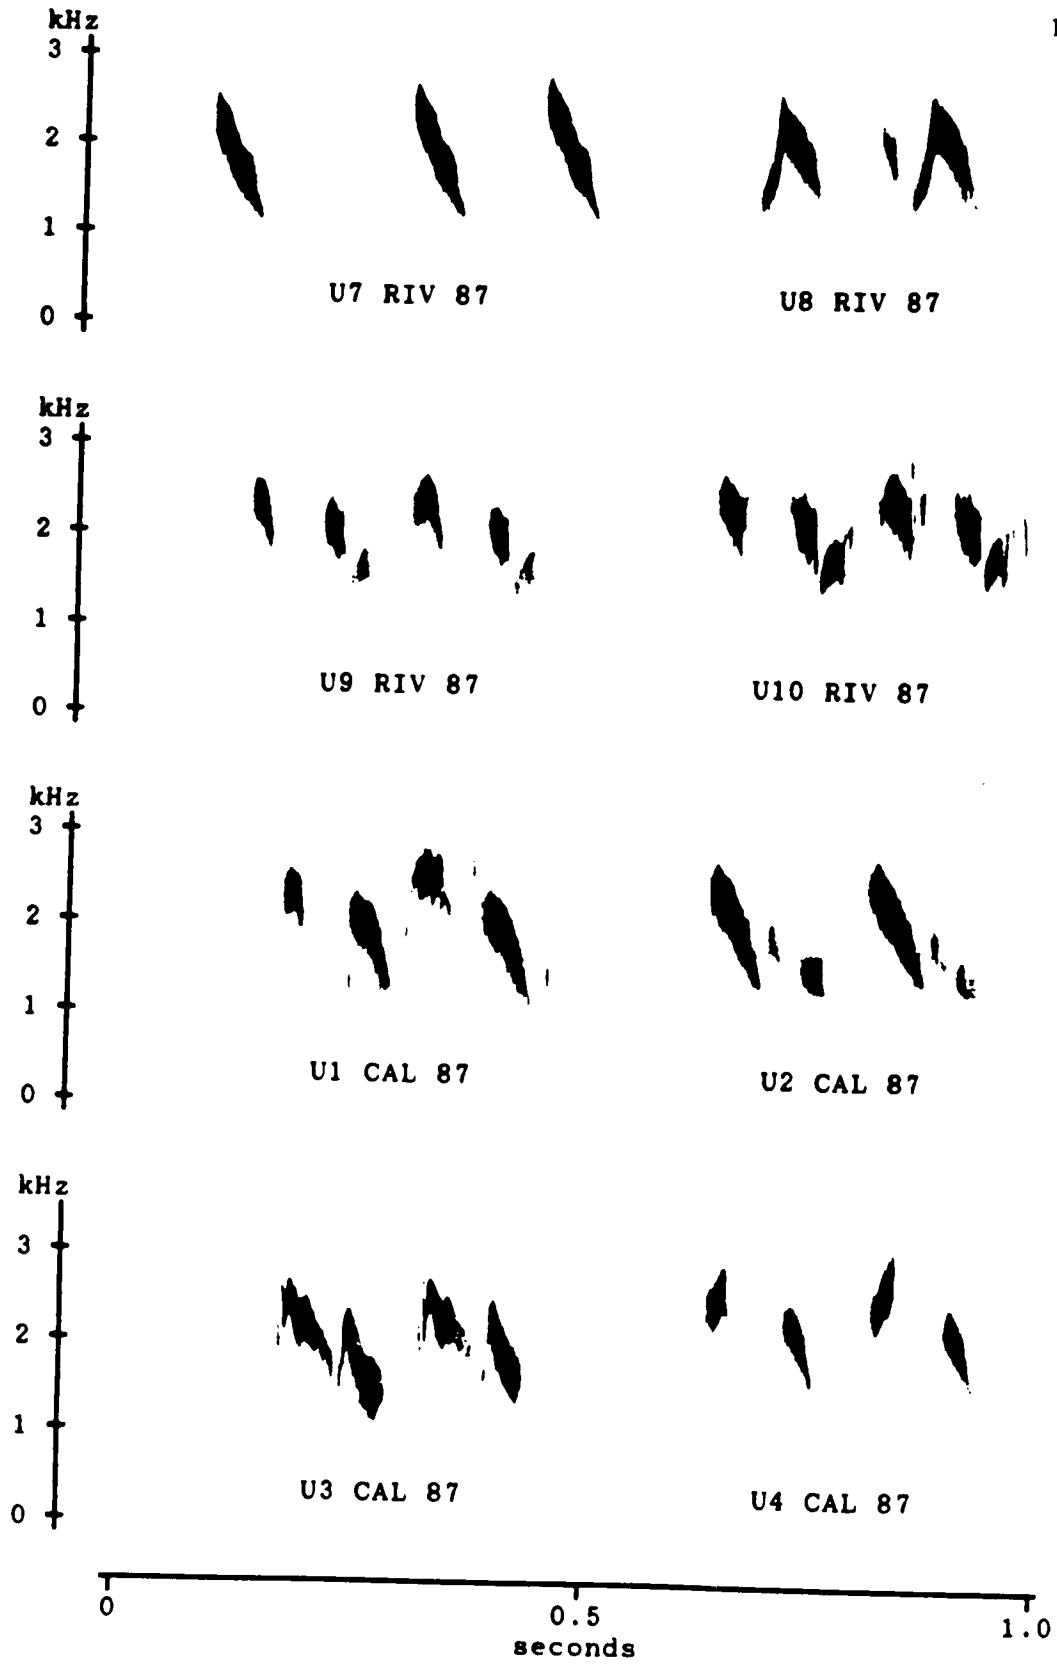 kHz
3
2
1
0
U7 RIV 87
U8 RIV 87
kHz
3
2
1
0
U9 RIV 87
U10 RIV 87
kHz
3
2
1
0
U1 CAL 87
U2 CAL 87
kHz
3
2
1
0
U3 CAL 87
U4 CAL 87
0
0.5
1.0
seconds